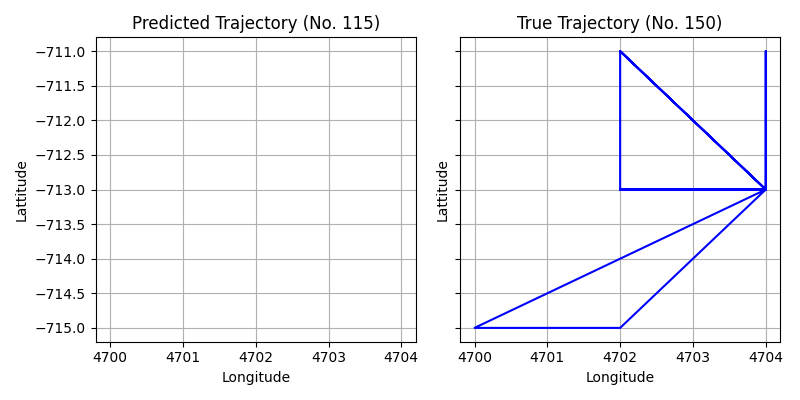 Predicted Trajectory (No. 115)
True Trajectory (No. 150)
Lattitude
−711.0
−711.5
−712.0
−712.5
−713.0
−713.5
−714.0
−714.5
−715.0
4700 4701 4702 4703 4704
Longitude
Lattitude
4700 4701 4702 4703 4704
Longitude